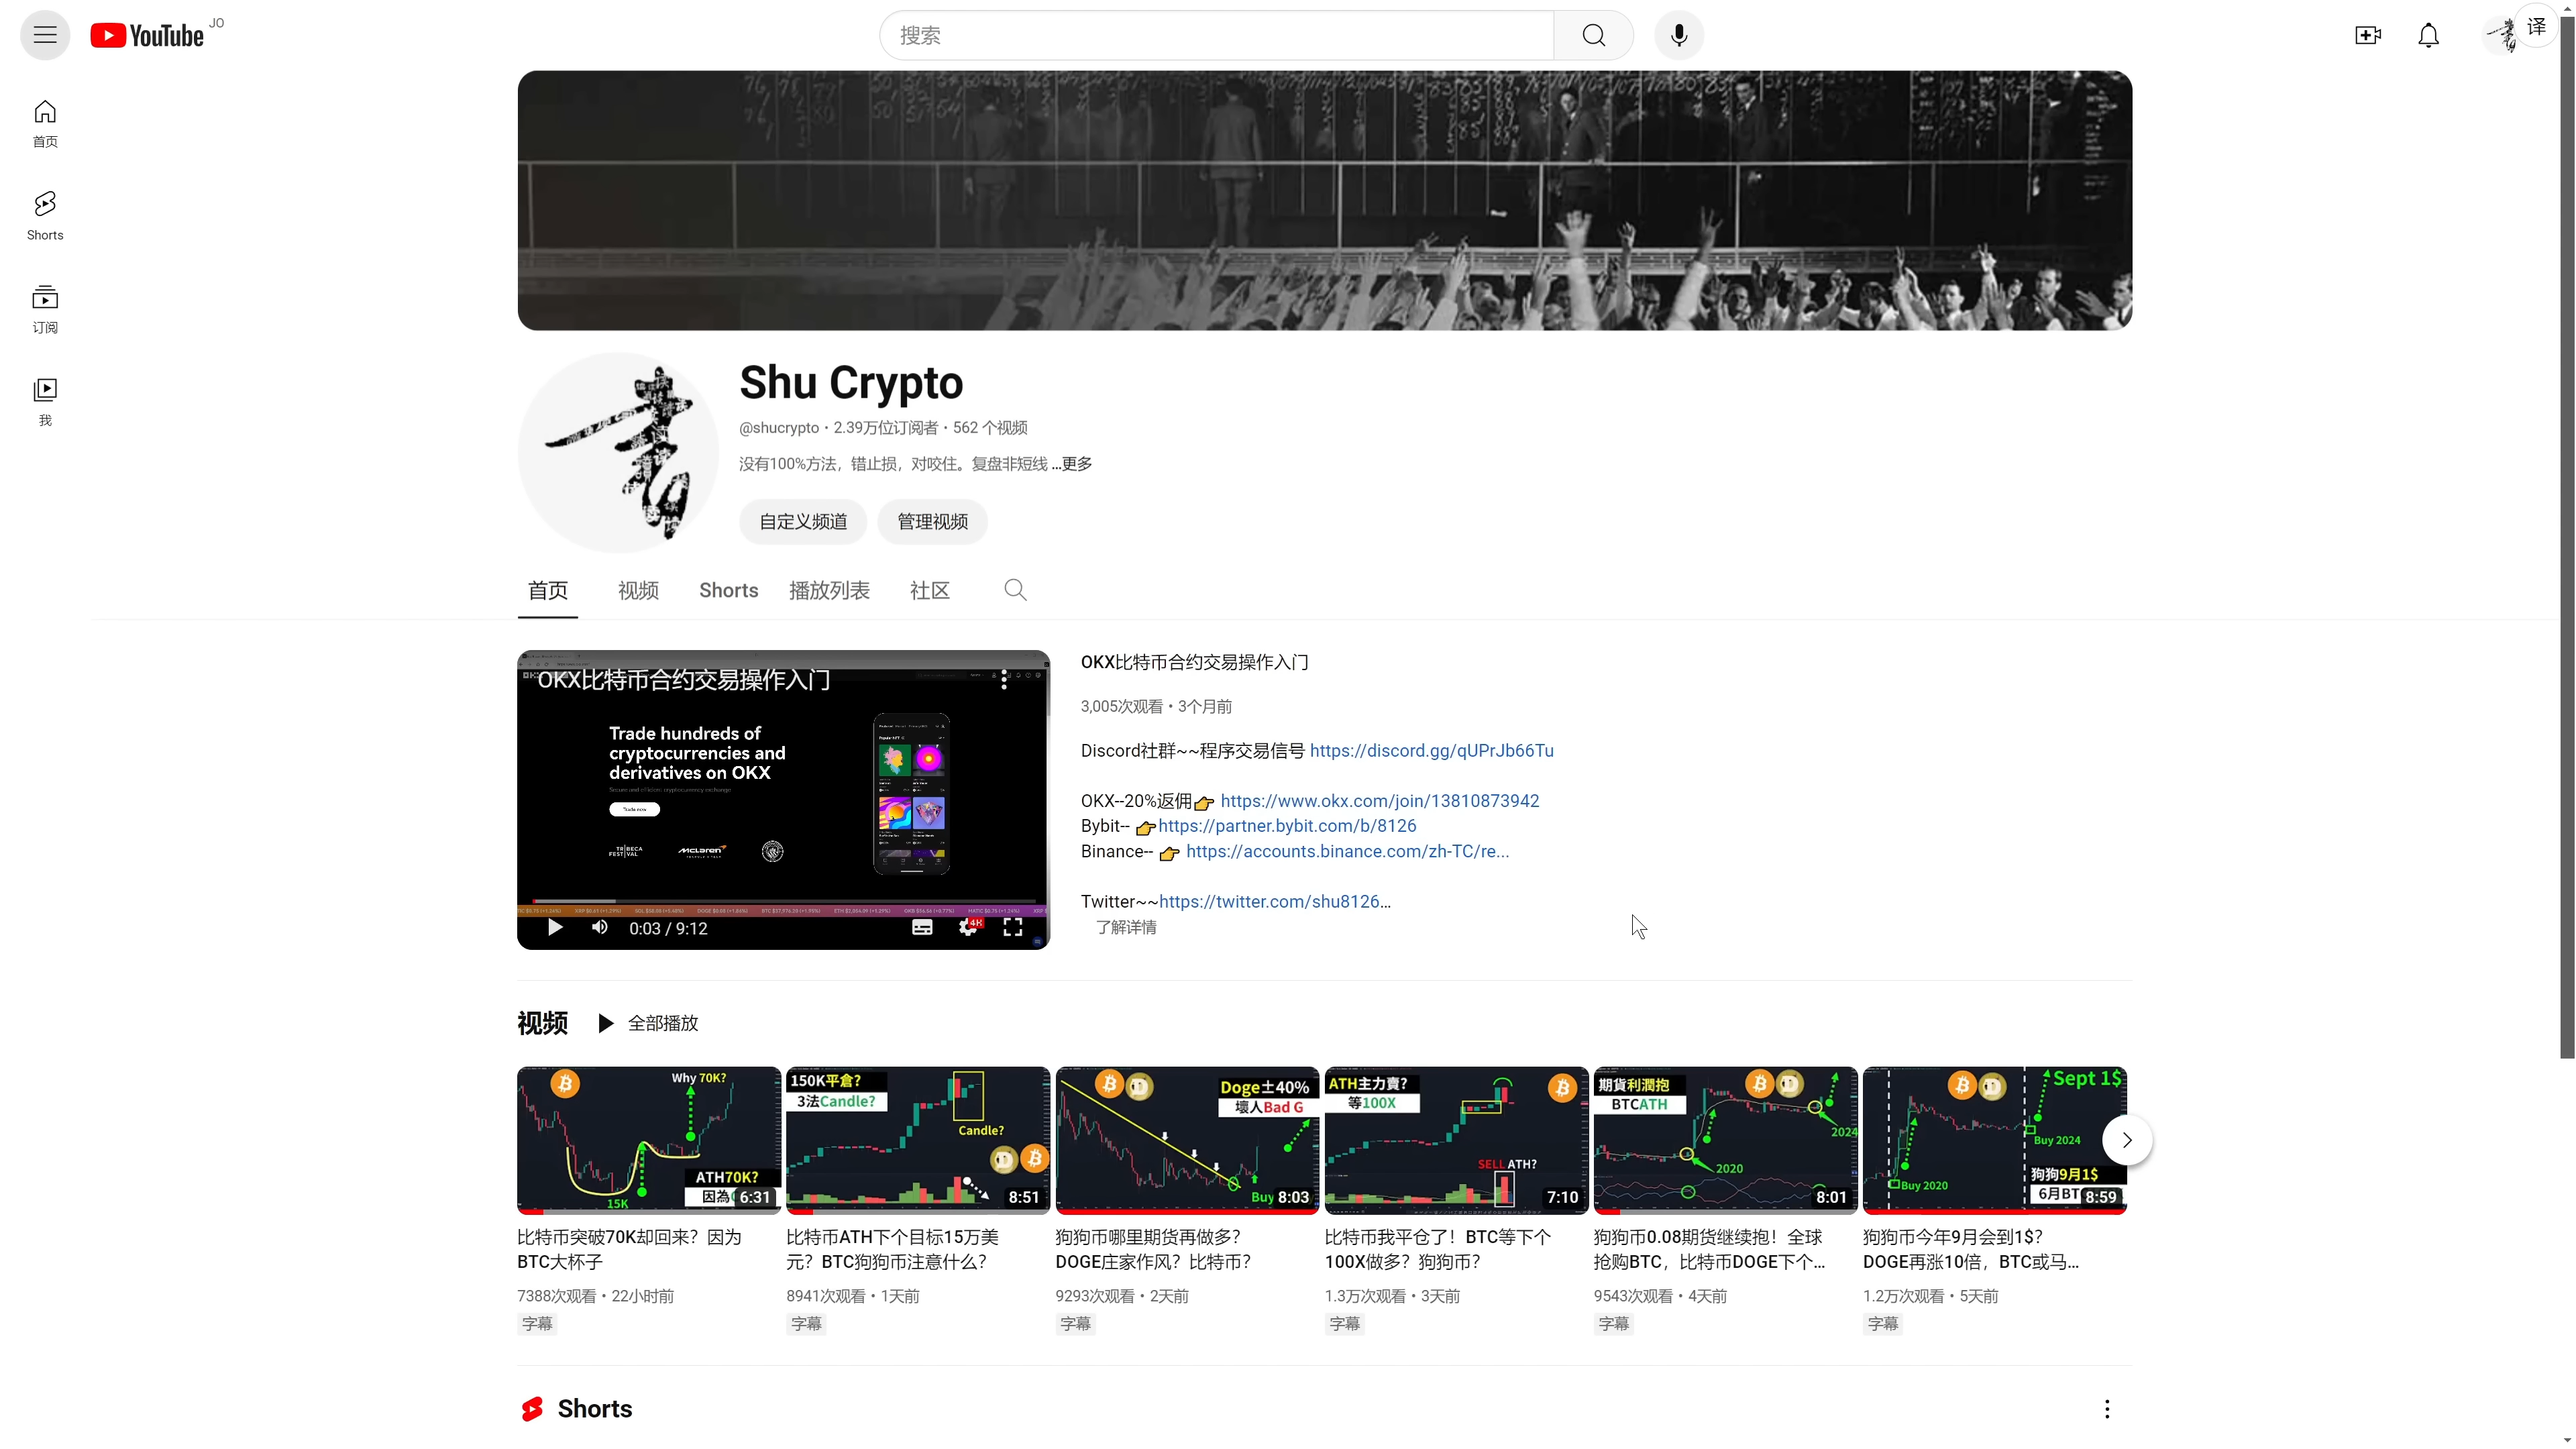 YouTube JO
搜索
译
首页
Shorts
订阅
我
Shu Crypto
@shucrypto・2.39万位订阅者・562 个视频
没有100%方法，错止损，对咬住。复盘非短线 ...更多
自定义频道
管理视频
首页
视频
Shorts
播放列表
社区
OKX比特币合约交易操作入门
Trade hundreds of
cryptocurrencies and
derivatives on OKX
Secure and efficient cryptocurrency exchange
Trade now
TRIBECA
FESTIVAL
McLaren
0:03 / 9:12
4K
OKX比特币合约交易操作入门
3,005次观看・3个月前
Discord社群~~程序交易信号 https://discord.gg/qUPrJb66Tu
OKX--20%返佣👉 https://www.okx.com/join/13810873942
Bybit-- 👉https://partner.bybit.com/b/8126
Binance-- 👉 https://accounts.binance.com/zh-TC/re...
Twitter~~https://twitter.com/shu8126...
了解详情
视频
全部播放
Why 70K?
15K
ATH70K?
因為
6:31
比特币突破70K却回来？因为
BTC大杯子
7388次观看・22小时前
字幕
150K平倉?
3法Candle?
Candle?
8:51
比特币ATH下个目标15万美
元？BTC狗狗币注意什么？
8941次观看・1天前
字幕
Doge±40%
壞人Bad G
Buy
8:03
狗狗币哪里期货再做多？
DOGE庄家作风？比特币？
9293次观看・2天前
字幕
ATH主力賣?
等100X
SELL ATH?
7:10
比特币我平仓了！BTC等下个
100X做多？狗狗币？
1.3万次观看・3天前
字幕
期貨利潤抱
BTCATH
2020
2024
8:01
狗狗币0.08期货继续抱！全球
抢购BTC，比特币DOGE下个...
9543次观看・4天前
字幕
Sept 1$
Buy 2024
Buy 2020
狗狗9月1$
6月BT
8:59
狗狗币今年9月会到1$？
DOGE再涨10倍，BTC或马...
1.2万次观看・5天前
字幕
Shorts